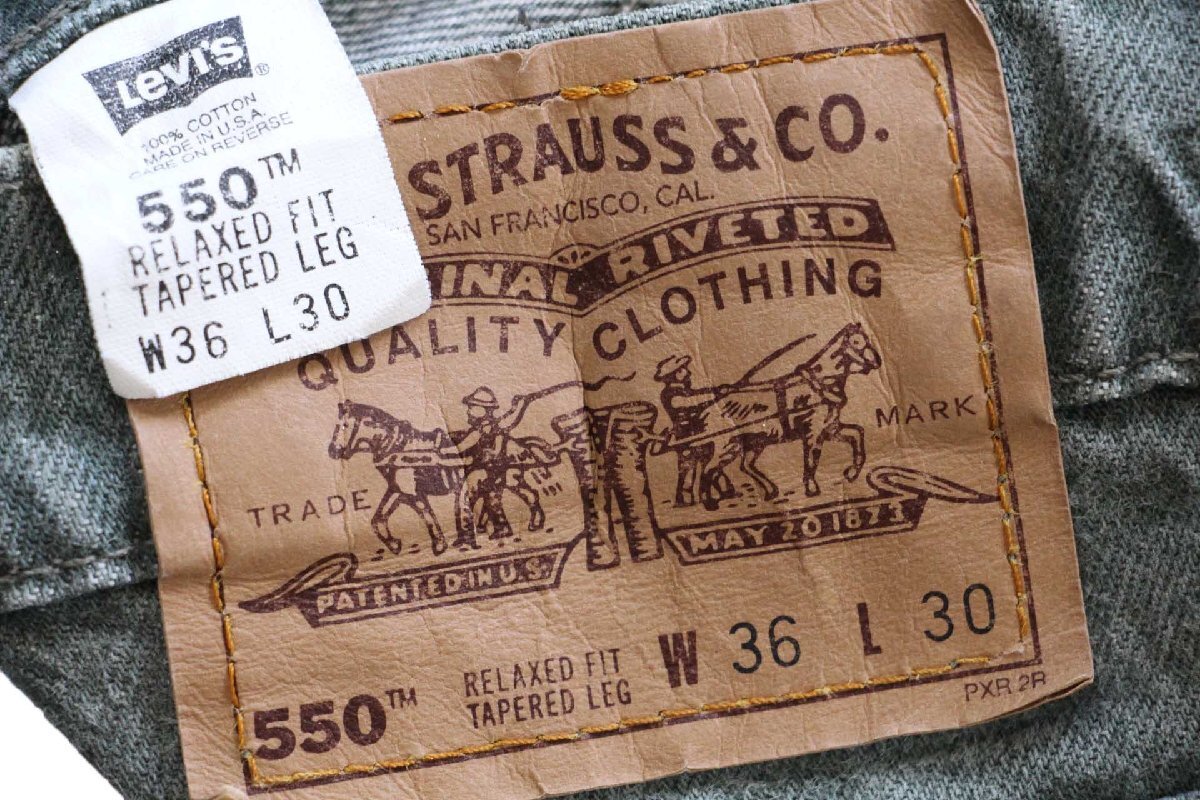 Levi's®
100% COTTON
MADE IN U.S.A.
CARE ON REVERSE
550™
RELAXED FIT
TAPERED LEG
W36 L30
STRAUSS & CO.
SAN FRANCISCO, CAL.
INAL RIVETED
QUALITY CLOTHING
TRADE MARK
PATENTED IN U.S. MAY 20 1873
550™ RELAXED FIT W 36 L 30
TAPERED LEG
PXR 2R